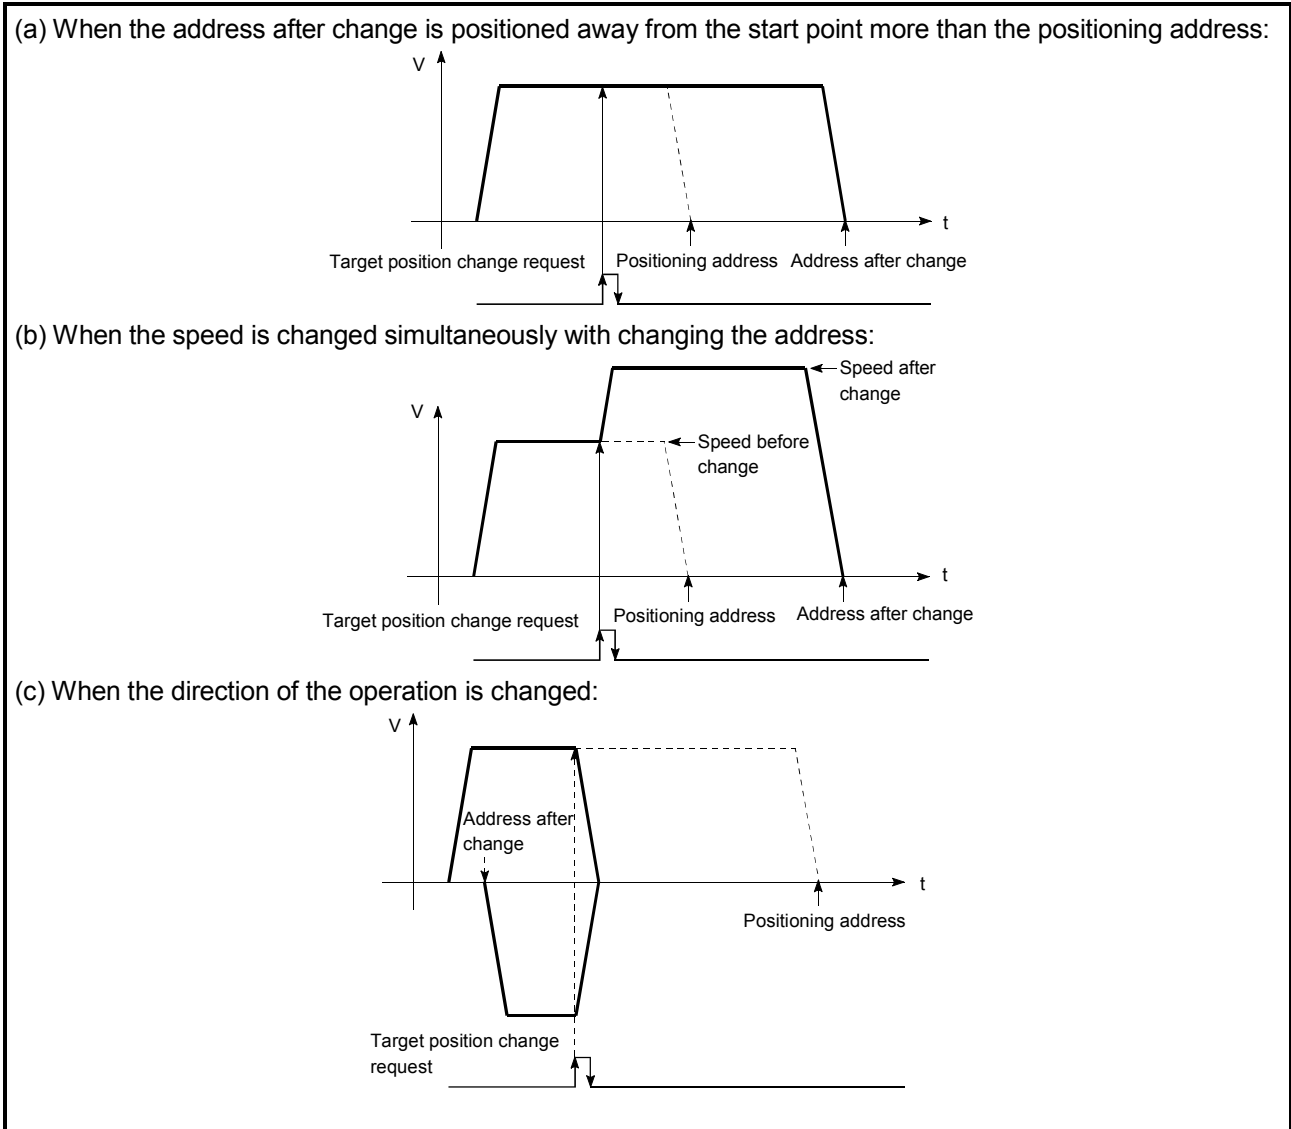 (a) When the address after change is positioned away from the start point more than the positioning address:
V
t
Target position change request
Positioning address
Address after change
(b) When the speed is changed simultaneously with changing the address:
Speed after
change
V
Speed before
change
t
Target position change request
Positioning address
Address after change
(c) When the direction of the operation is changed:
V
Address after
change
t
Positioning address
Target position change
request